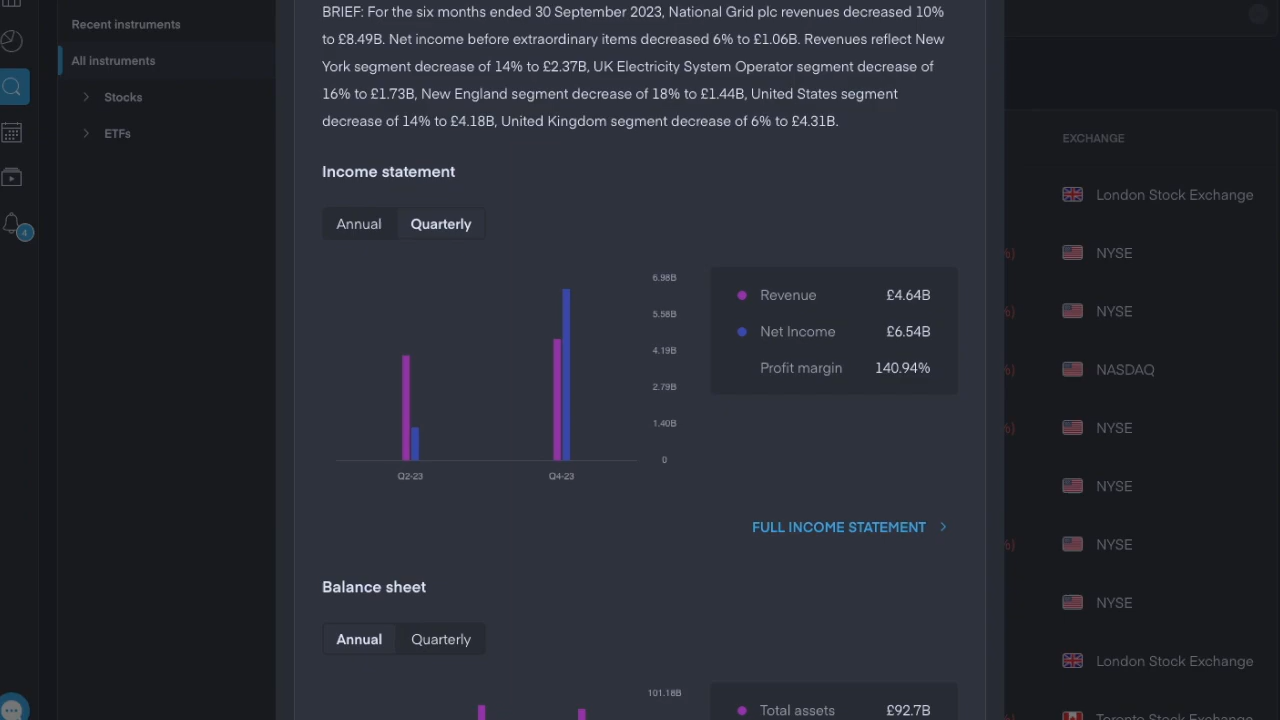 Recent instruments
All instruments
Stocks
ETFs
4
BRIEF: For the six months ended 30 September 2023, National Grid plc revenues decreased 10%
to £8.49B. Net income before extraordinary items decreased 6% to £1.06B. Revenues reflect New
York segment decrease of 14% to £2.37B, UK Electricity System Operator segment decrease of
16% to £1.73B, New England segment decrease of 18% to £1.44B, United States segment
decrease of 14% to £4.18B, United Kingdom segment decrease of 6% to £4.31B.
Income statement
Annual Quarterly
6.98B
5.58B
4.19B
2.79B
1.40B
0
Q2-23 Q4-23
Revenue £4.64B
Net Income £6.54B
Profit margin 140.94%
FULL INCOME STATEMENT
Balance sheet
Annual Quarterly
101.18B
Total assets £92.7B
EXCHANGE
London Stock Exchange
%) NYSE
%) NYSE
%) NASDAQ
%) NYSE
NYSE
%) NYSE
NYSE
London Stock Exchange
Toronto Stock Exchange